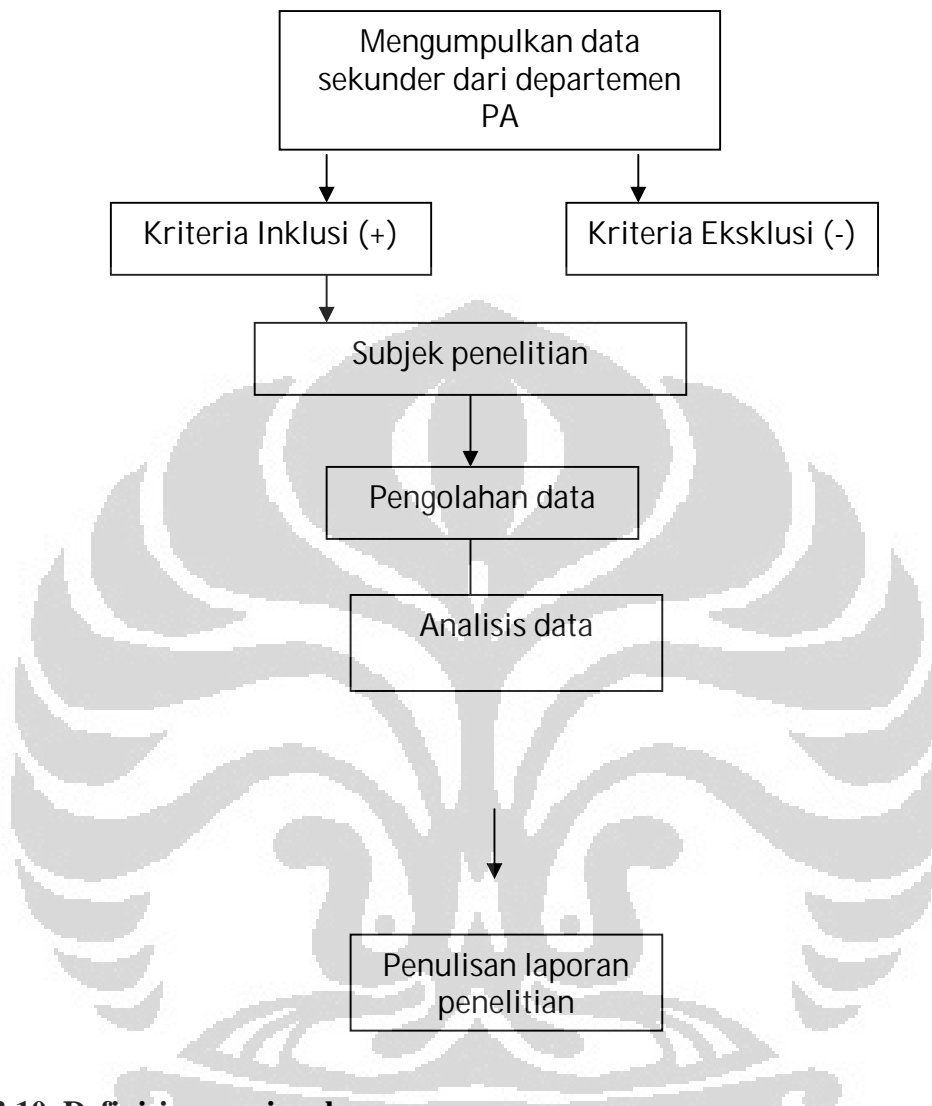 Mengumpulkan data
sekunder dari departemen
PA
Kriteria Inklusi (+)
Kriteria Eksklusi (-)
Subjek penelitian
Pengolahan data
Analisis data
Penulisan laporan
penelitian